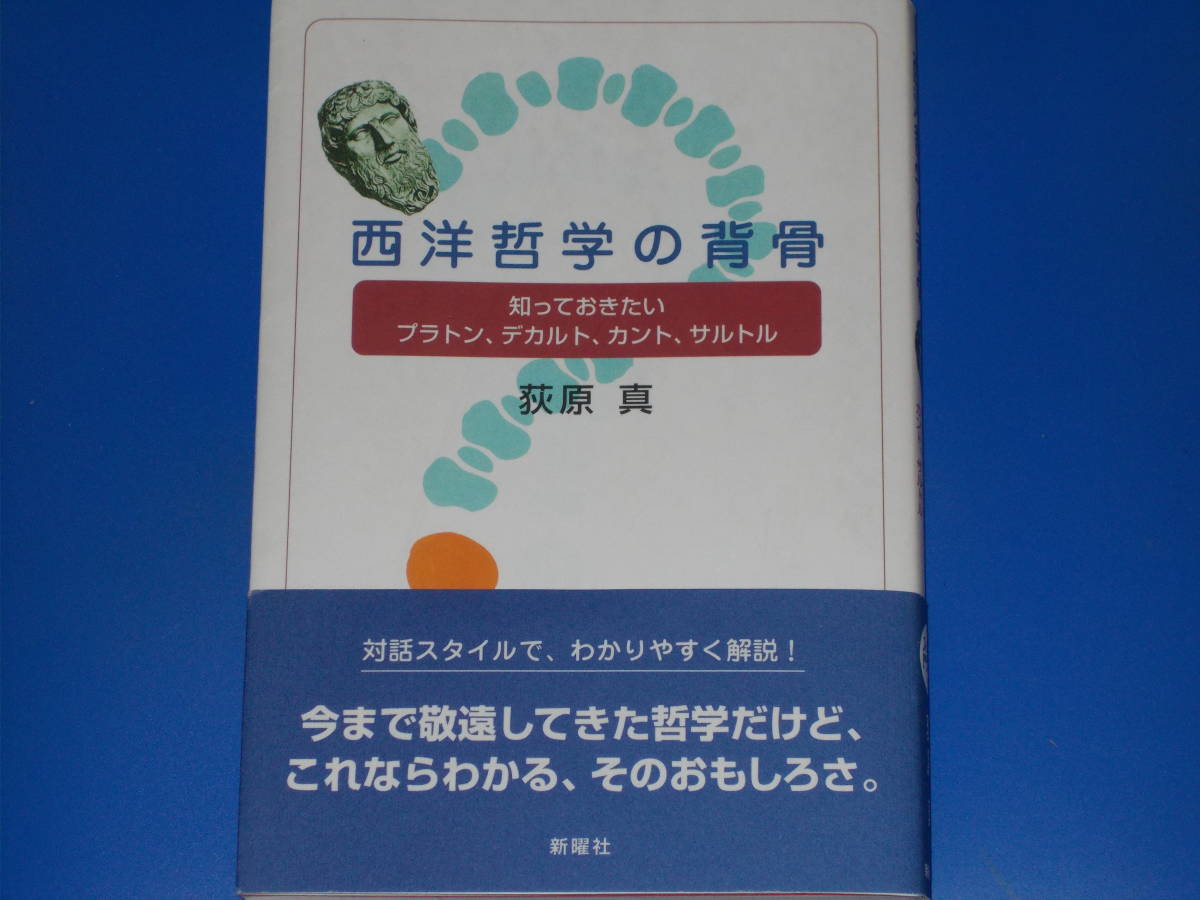 西洋哲学の背骨
知っておきたい
プラトン、デカルト、カント、サルトル
荻原 真
対話スタイルで、わかりやすく解説！
今まで敬遠してきた哲学だけど、
これならわかる、そのおもしろさ。
新曜社